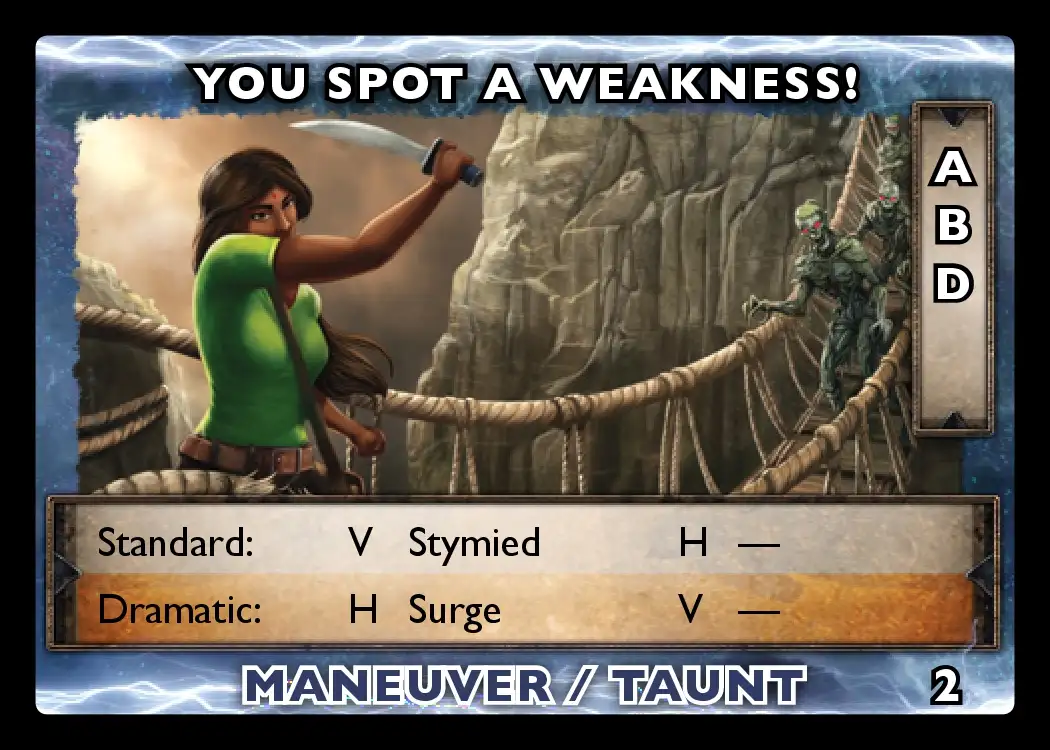 YOU SPOT A WEAKNESS!
A
B
D
Standard: V Stymied H —
Dramatic: H Surge V —
MANEUVER / TAUNT
2